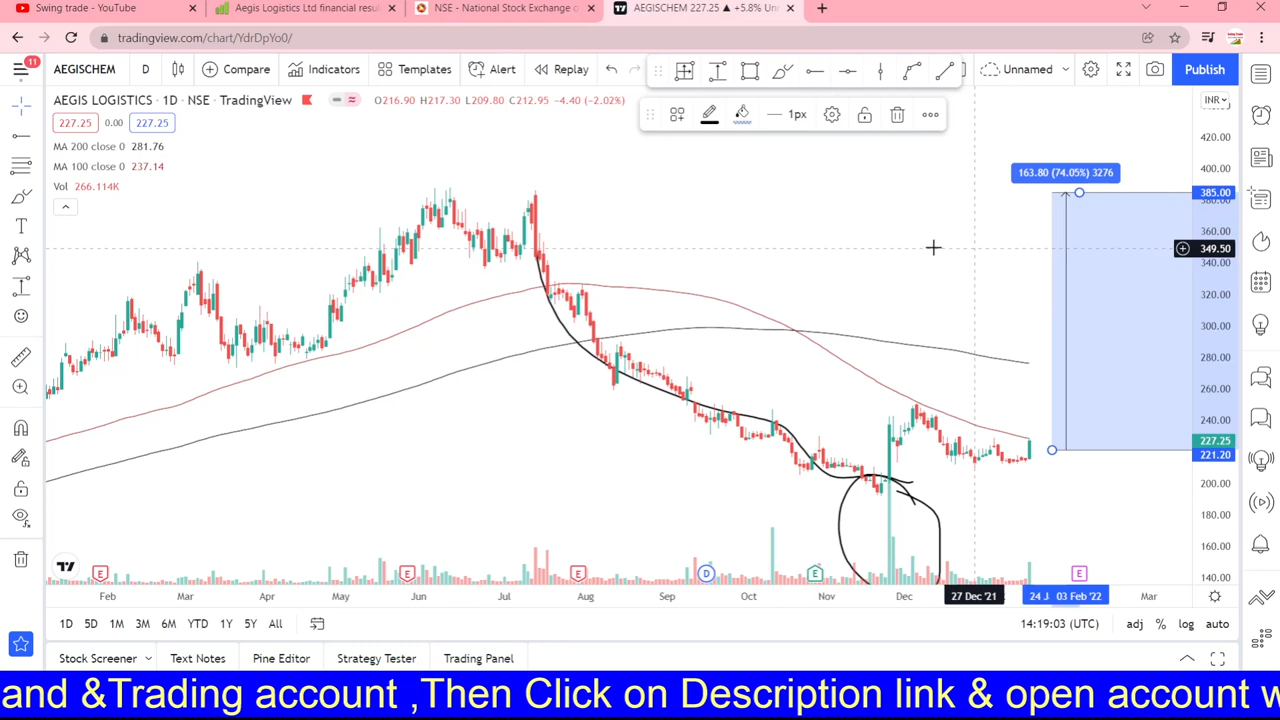 Swing trade - YouTube
Aegis Logistics Ltd financial resul
NSE - National Stock Exchange o
AEGISCHEM 227.25 ▲ +5.8% Un
tradingview.com/chart/YdrDpYo0/
11
AEGISCHEM
D
Compare
Indicators
Templates
Alert
Replay
Unnamed
Publish
AEGIS LOGISTICS · 1D · NSE · TradingView
O216.90 H217.30 L209.80 C212.95 -4.40 (-2.02%)
1px
INR
227.25 0.00 227.25
MA 200 close 0 281.76
MA 100 close 0 237.14
Vol 266.114K
163.80 (74.05%) 3276
420.00
400.00
385.00
380.00
360.00
349.50
340.00
320.00
300.00
280.00
260.00
240.00
227.25
221.20
200.00
180.00
160.00
140.00
E E E D E E
Feb Mar Apr May Jun Jul Aug Sep Oct Nov Dec 27 Dec '21 24 J 03 Feb '22 Mar
1D 5D 1M 3M 6M YTD 1Y 5Y All
14:19:03 (UTC) adj % log auto
Stock Screener Text Notes Pine Editor Strategy Tester Trading Panel
and &Trading account ,Then Click on Description link & open account w